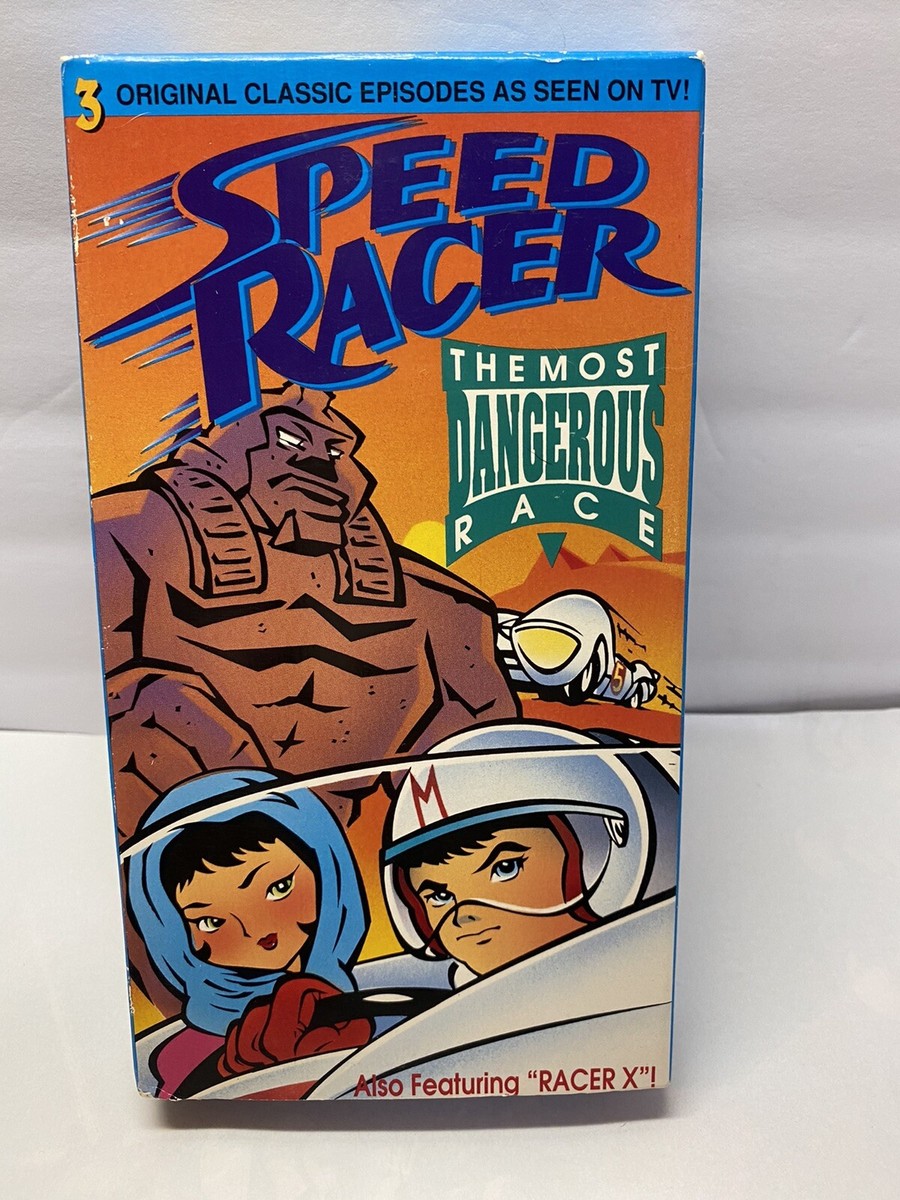 3 ORIGINAL CLASSIC EPISODES AS SEEN ON TV!
SPEED
RACER
THE MOST
DANGEROUS
RACE
5
M
Also Featuring "RACER X"!